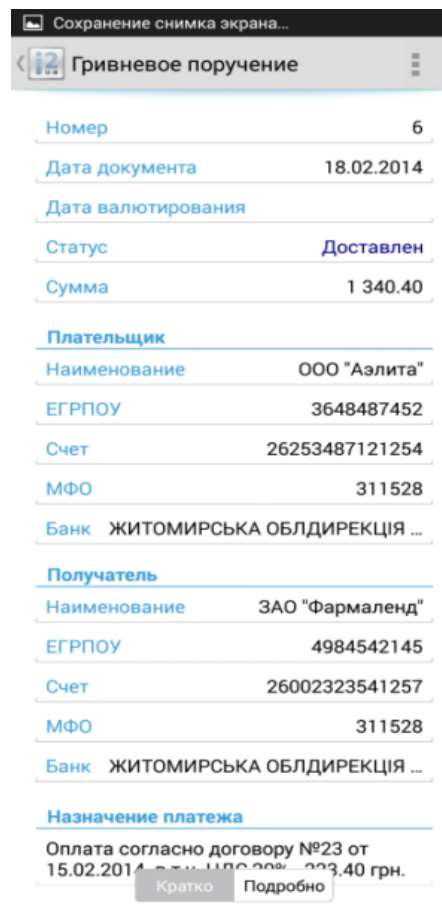 Сохранение снимка экрана...
Гривневое поручение
Номер 6
Дата документа 18.02.2014
Дата валютирования
Статус Доставлен
Сумма 1 340.40
Плательщик
Наименование ООО "Аэлита"
ЕГРПОУ 3648487452
Счет 26253487121254
МФО 311528
Банк ЖИТОМИРСЬКА ОБЛДИРЕКЦІЯ ...
Получатель
Наименование ЗАО "Фармаленд"
ЕГРПОУ 4984542145
Счет 26002323541257
МФО 311528
Банк ЖИТОМИРСЬКА ОБЛДИРЕКЦІЯ ...
Назначение платежа
Оплата согласно договору №23 от
15.02.2014, 20% 223.40 грн.
Кратко Подробно